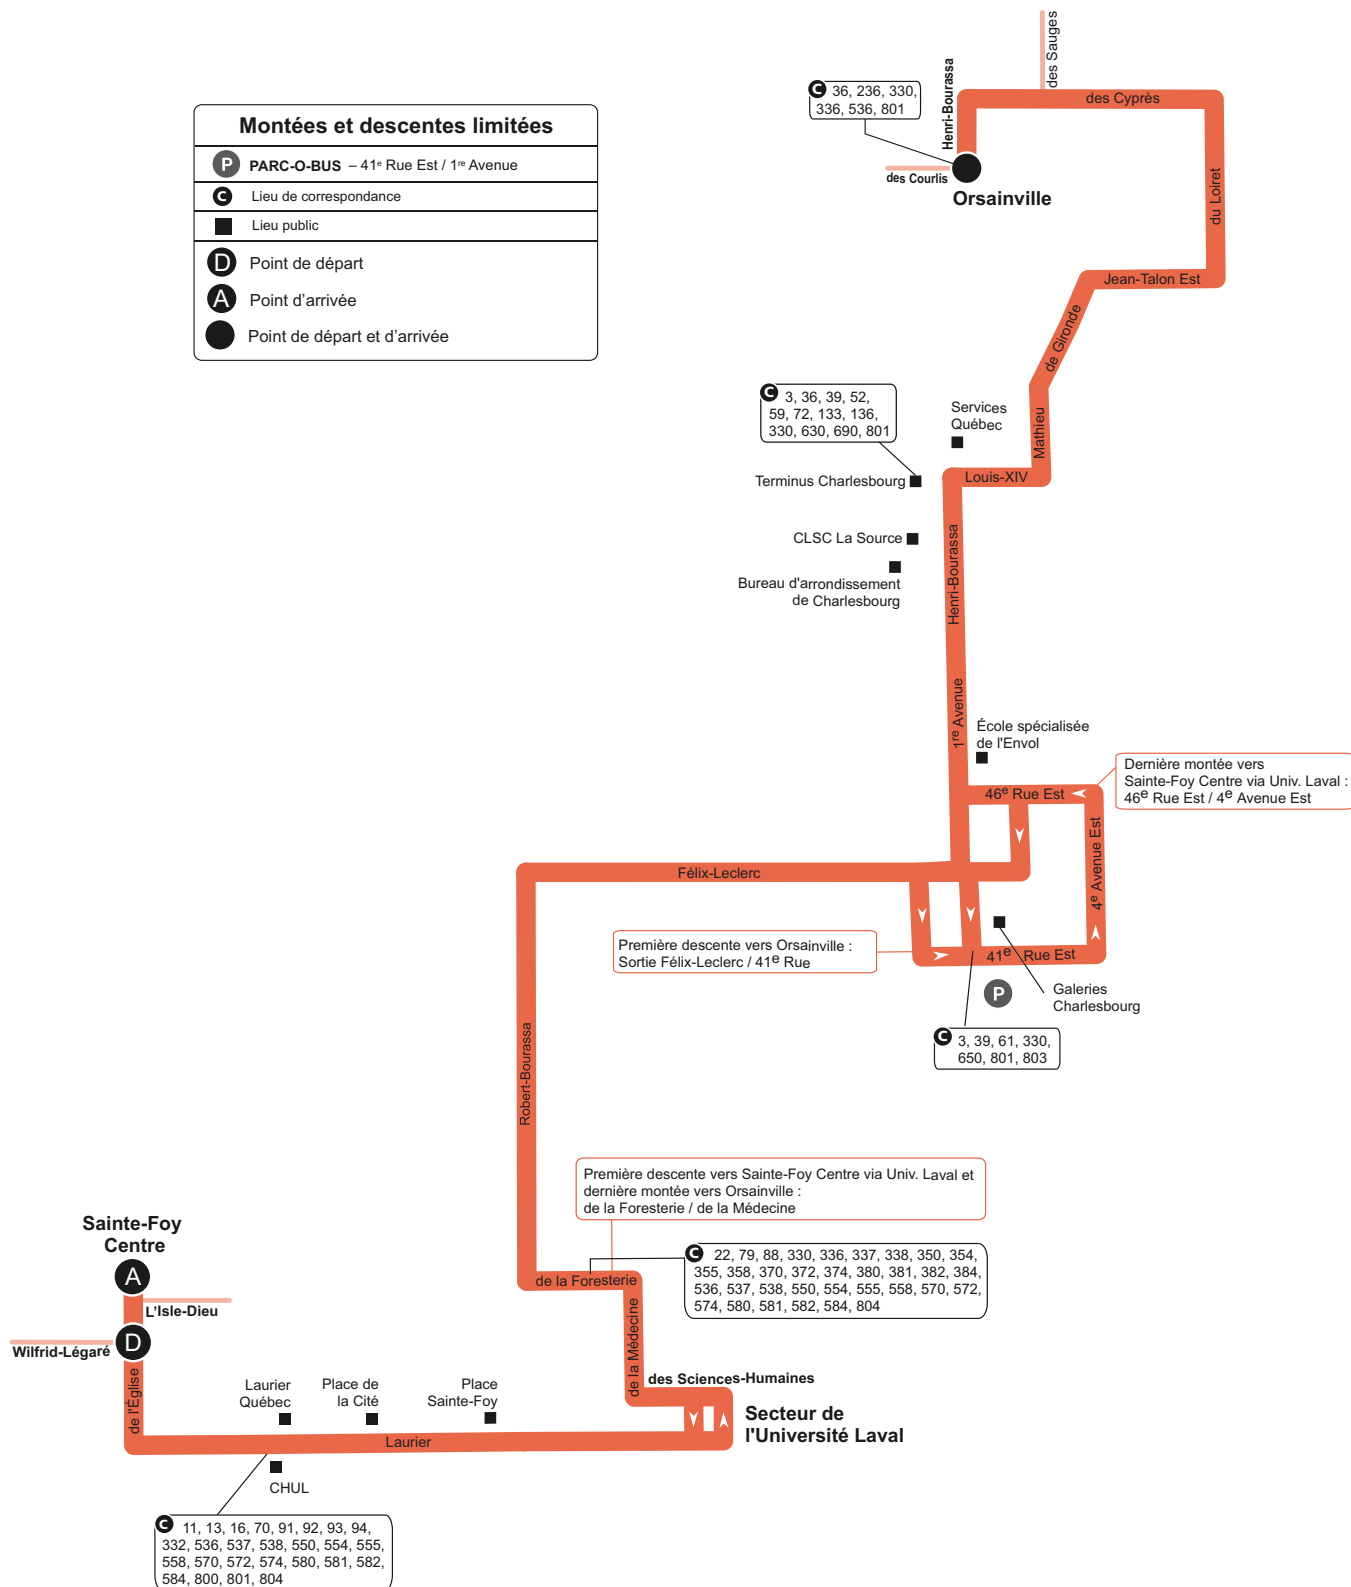 des Sauges
Henri-Bourassa
C 36, 236, 330,
336, 536, 801
des Cyprès
des Courlis
Orsainville
du Loiret
Montées et descentes limitées
P PARC-O-BUS – 41e Rue Est / 1re Avenue
C Lieu de correspondance
Lieu public
D Point de départ
A Point d'arrivée
Point de départ et d'arrivée
Jean-Talon Est
de Gironde
Mathieu
C 3, 36, 39, 52,
59, 72, 133, 136,
330, 630, 690, 801
Services
Québec
Louis-XIV
Terminus Charlesbourg
CLSC La Source
Bureau d'arrondissement
de Charlesbourg
Henri-Bourassa
1re Avenue
École spécialisée
de l'Envol
Dernière montée vers
Sainte-Foy Centre via Univ. Laval :
46e Rue Est / 4e Avenue Est
46e Rue Est
4e Avenue Est
Félix-Leclerc
Première descente vers Orsainville :
Sortie Félix-Leclerc / 41e Rue
41e Rue Est
P
Galeries
Charlesbourg
C 3, 39, 61, 330,
650, 801, 803
Robert-Bourassa
Première descente vers Sainte-Foy Centre via Univ. Laval et
dernière montée vers Orsainville :
de la Foresterie / de la Médecine
C 22, 79, 88, 330, 336, 337, 338, 350, 354,
355, 358, 370, 372, 374, 380, 381, 382, 384,
536, 537, 538, 550, 554, 555, 558, 570, 572,
574, 580, 581, 582, 584, 804
de la Foresterie
de la Médecine
des Sciences-Humaines
Secteur de
l'Université Laval
Sainte-Foy
Centre
A
L'Isle-Dieu
D
Wilfrid-Légaré
de l'Église
Laurier
Québec
Place de
la Cité
Place
Sainte-Foy
Laurier
CHUL
C 11, 13, 16, 70, 91, 92, 93, 94,
332, 536, 537, 538, 550, 554, 555,
558, 570, 572, 574, 580, 581, 582,
584, 800, 801, 804